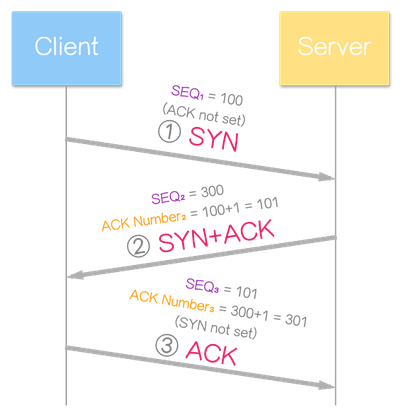 Client
Server
SEQ₁ = 100
(ACK not set)
① SYN
SEQ₂ = 300
ACK Number₂ = 100+1 = 101
② SYN+ACK
SEQ₃ = 101
ACK Number₃ = 300+1 = 301
(SYN not set)
③ ACK